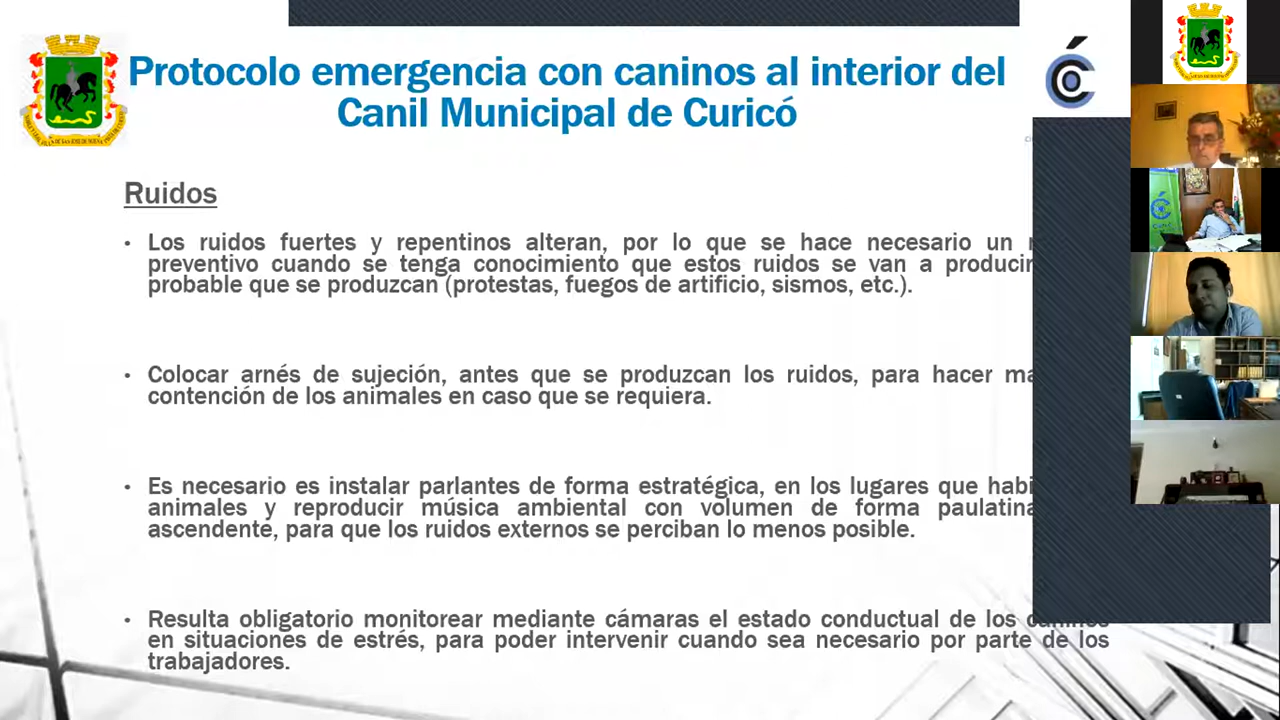 Protocolo emergencia con caninos al interior del
Canil Municipal de Curicó
Ruidos
• Los ruidos fuertes y repentinos alteran, por lo que se hace necesario un
preventivo cuando se tenga conocimiento que estos ruidos se van a producir
probable que se produzcan (protestas, fuegos de artificio, sismos, etc.).
• Colocar arnés de sujeción, antes que se produzcan los ruidos, para hacer
contención de los animales en caso que se requiera.
• Es necesario es instalar parlantes de forma estratégica, en los lugares que
animales y reproducir música ambiental con volumen de forma paulatina
ascendente, para que los ruidos externos se perciban lo menos posible.
• Resulta obligatorio monitorear mediante cámaras el estado conductual de los caninos
en situaciones de estrés, para poder intervenir cuando sea necesario por parte de los
trabajadores.